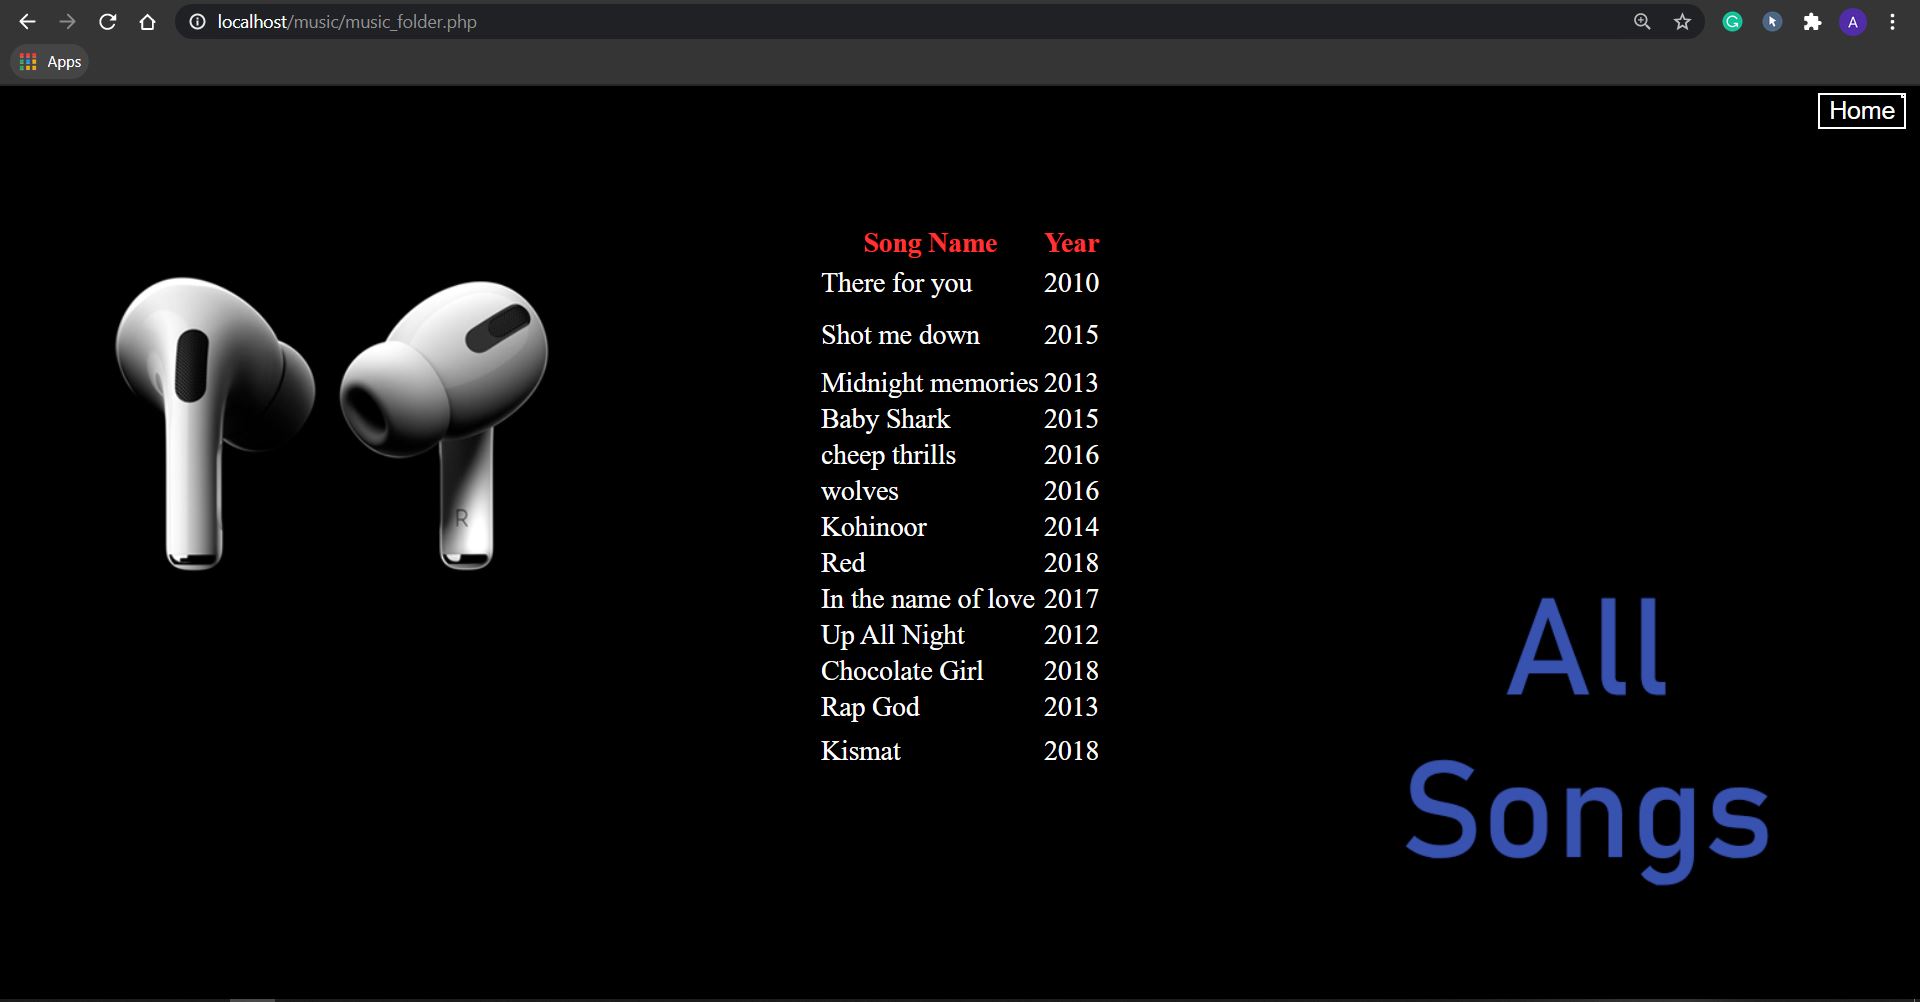 localhost/music/music_folder.php
A
Apps
Home
Song Name Year
There for you 2010
Shot me down 2015
Midnight memories 2013
Baby Shark 2015
cheep thrills 2016
wolves 2016
Kohinoor 2014
Red 2018
In the name of love 2017
Up All Night 2012
Chocolate Girl 2018
Rap God 2013
Kismat 2018
R
All
Songs